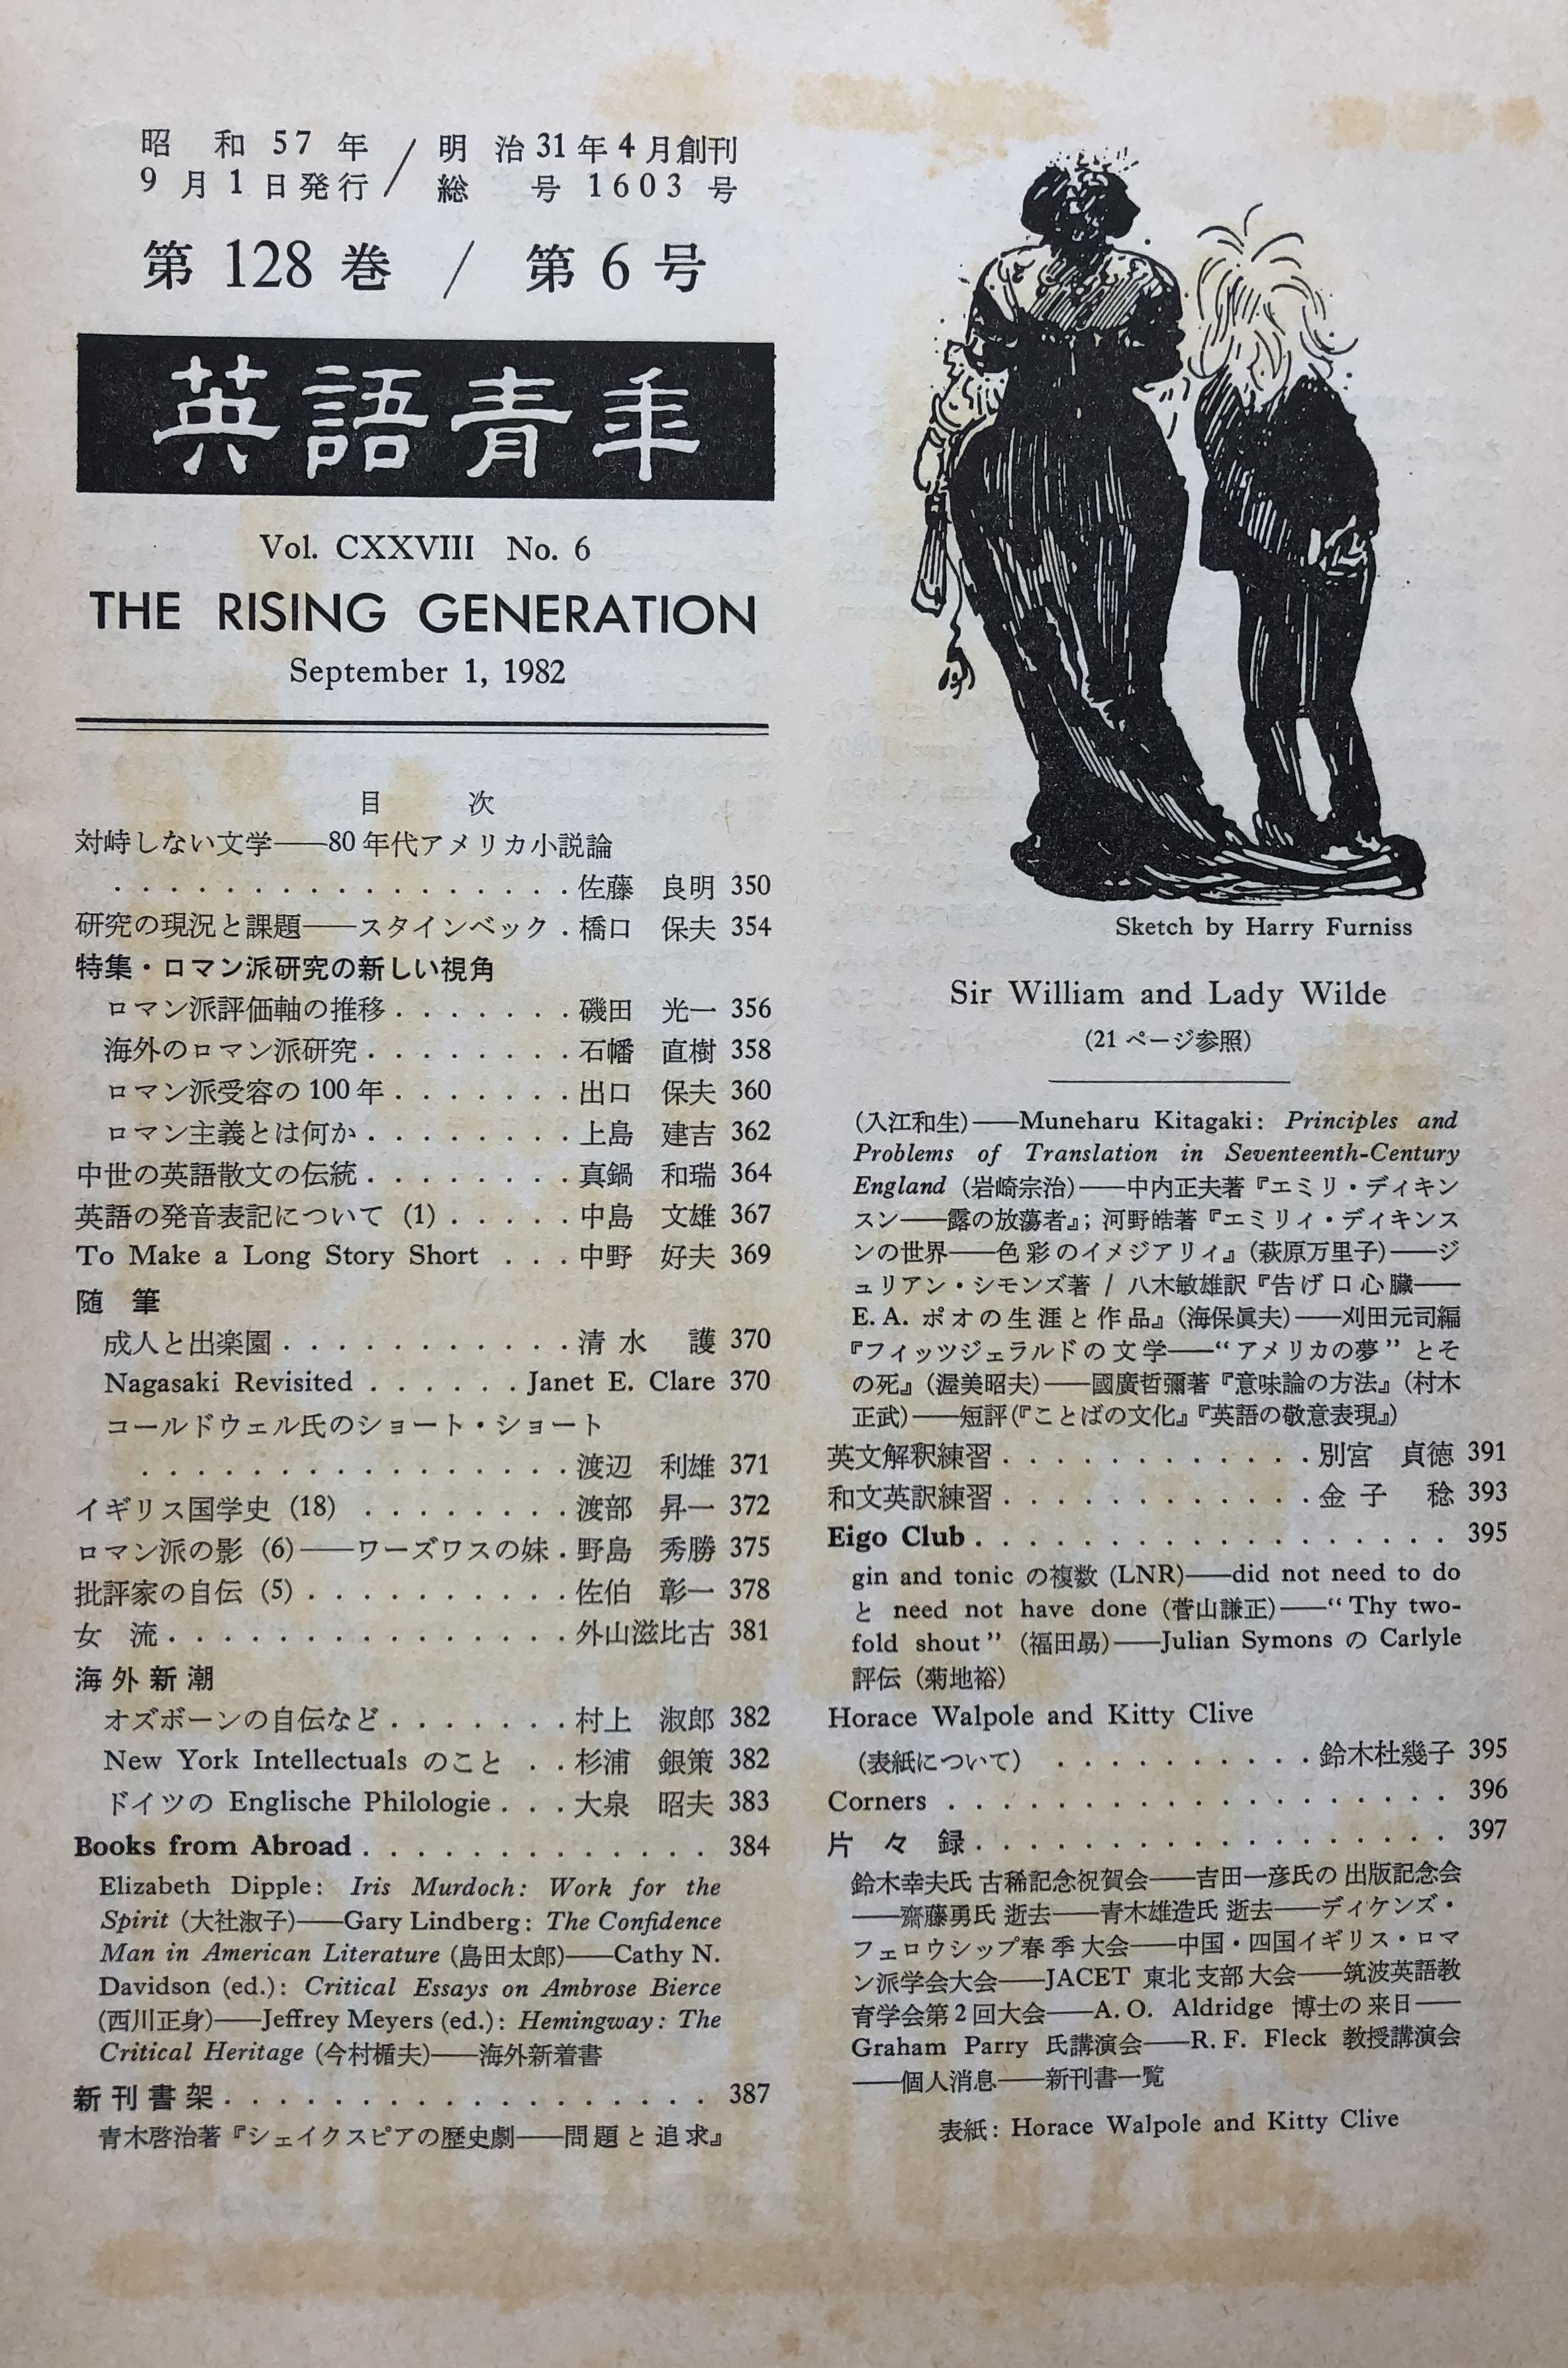 昭和57年 / 明治31年4月創刊
9月1日発行 / 総号1603号
第128巻 / 第6号
英語青年
Vol. CXXVIII No. 6
THE RISING GENERATION
September 1, 1982
目次
対峙しない文学——80年代アメリカ小説論
. . . . . . . . . . . . . . . . . 佐藤 良明 350
研究の現況と課題——スタインベック . 橋口 保夫 354
特集・ロマン派研究の新しい視角
ロマン派評価軸の推移 . . . . . . . 磯田 光一 356
海外のロマン派研究 . . . . . . . . 石幡 直樹 358
ロマン派受容の100年 . . . . . . . 出口 保夫 360
ロマン主義とは何か . . . . . . . . 上島 建吉 362
中世の英語散文の伝統 . . . . . . . . 真鍋 和瑞 364
英語の発音表記について (1) . . . . . 中島 文雄 367
To Make a Long Story Short . . . 中野 好夫 369
随筆
成人と出楽園 . . . . . . . . . . . 清水 護 370
Nagasaki Revisited . . . . . . Janet E. Clare 370
コールドウェル氏のショート・ショート
. . . . . . . . . . . . . . . . 渡辺 利雄 371
イギリス国学史 (18) . . . . . . . . 渡部 昇一 372
ロマン派の影 (6)——ワーズワスの妹 . 野島 秀勝 375
批評家の自伝 (5) . . . . . . . . . . 佐伯 彰一 378
女流 . . . . . . . . . . . . . . . 外山滋比古 381
海外新潮
オズボーンの自伝など . . . . . . . 村上 淑郎 382
New York Intellectuals のこと . . 杉浦 銀策 382
ドイツの Englische Philologie . . . 大泉 昭夫 383
Books from Abroad . . . . . . . . . . . . . 384
Elizabeth Dipple: Iris Murdoch: Work for the
Spirit (大社淑子)——Gary Lindberg: The Confidence
Man in American Literature (島田太郎)——Cathy N.
Davidson (ed.): Critical Essays on Ambrose Bierce
(西川正身)——Jeffrey Meyers (ed.): Hemingway: The
Critical Heritage (今村楯夫)——海外新着書
新刊書架 . . . . . . . . . . . . . . . . . . 387
青木啓治著『シェイクスピアの歴史劇——問題と追求』
Sketch by Harry Furniss
Sir William and Lady Wilde
(21ページ参照)
(入江和生)——Muneharu Kitagaki: Principles and
Problems of Translation in Seventeenth-Century
England (岩崎宗治)——中内正夫著『エミリ・ディキン
スン——露の放蕩者』; 河野皓著『エミリィ・ディキンス
ンの世界——色彩のイメジアリィ』(萩原万里子)——ジ
ュリアン・シモンズ著 / 八木敏雄訳『告げ口心臓——
E. A. ポオの生涯と作品』(海保眞夫)——刈田元司編
『フィッツジェラルドの文学——“アメリカの夢” とそ
の死』(渥美昭夫)——國廣哲彌著『意味論の方法』(村木
正武)——短評(『ことばの文化』『英語の敬意表現』)
英文解釈練習 . . . . . . . . . . . . 別宮 貞徳 391
和文英訳練習 . . . . . . . . . . . . 金子 稔 393
Eigo Club . . . . . . . . . . . . . . . . . . 395
gin and tonic の複数 (LNR)——did not need to do
と need not have done (菅山謙正)——“Thy two-
fold shout” (福田勗)——Julian Symons の Carlyle
評伝 (菊地裕)
Horace Walpole and Kitty Clive
(表紙について) . . . . . . . . . . 鈴木杜幾子 395
Corners . . . . . . . . . . . . . . . . . . . 396
片々録 . . . . . . . . . . . . . . . . . . 397
鈴木幸夫氏 古稀記念祝賀会——吉田一彦氏の出版記念会
——齋藤勇氏 逝去——青木雄造氏 逝去——ディケンズ・
フェロウシップ春季大会——中国・四国イギリス・ロマ
ン派学会大会——JACET 東北支部大会——筑波英語教
育学会第2回大会——A. O. Aldridge 博士の来日——
Graham Parry 氏講演会——R. F. Fleck 教授講演会
——個人消息——新刊書一覧
表紙: Horace Walpole and Kitty Clive